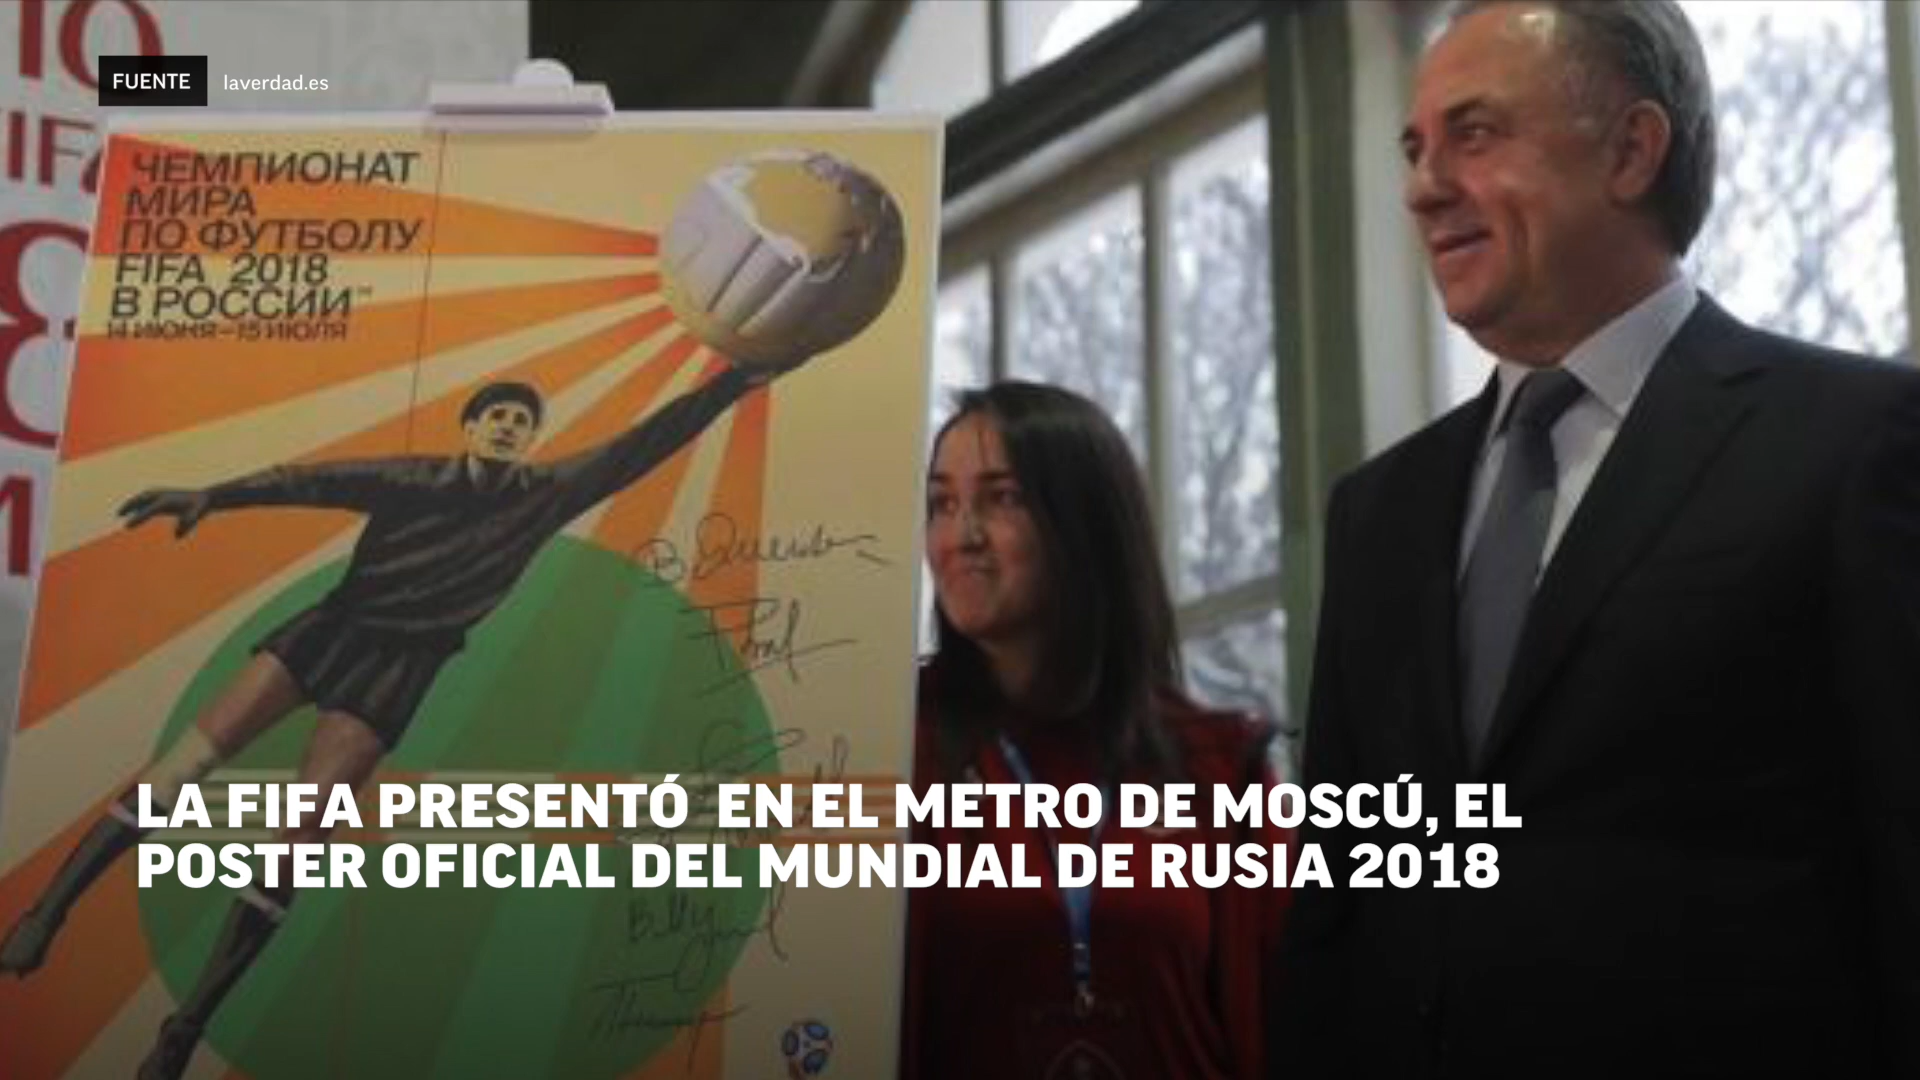 FUENTE laverdad.es
ЧЕМПИОНАТ
МИРА
ПО ФУТБОЛУ
FIFA 2018
В РОССИИ™
14 ИЮНЯ–15 ИЮЛЯ
LA FIFA PRESENTÓ EN EL METRO DE MOSCÚ, EL
POSTER OFICIAL DEL MUNDIAL DE RUSIA 2018